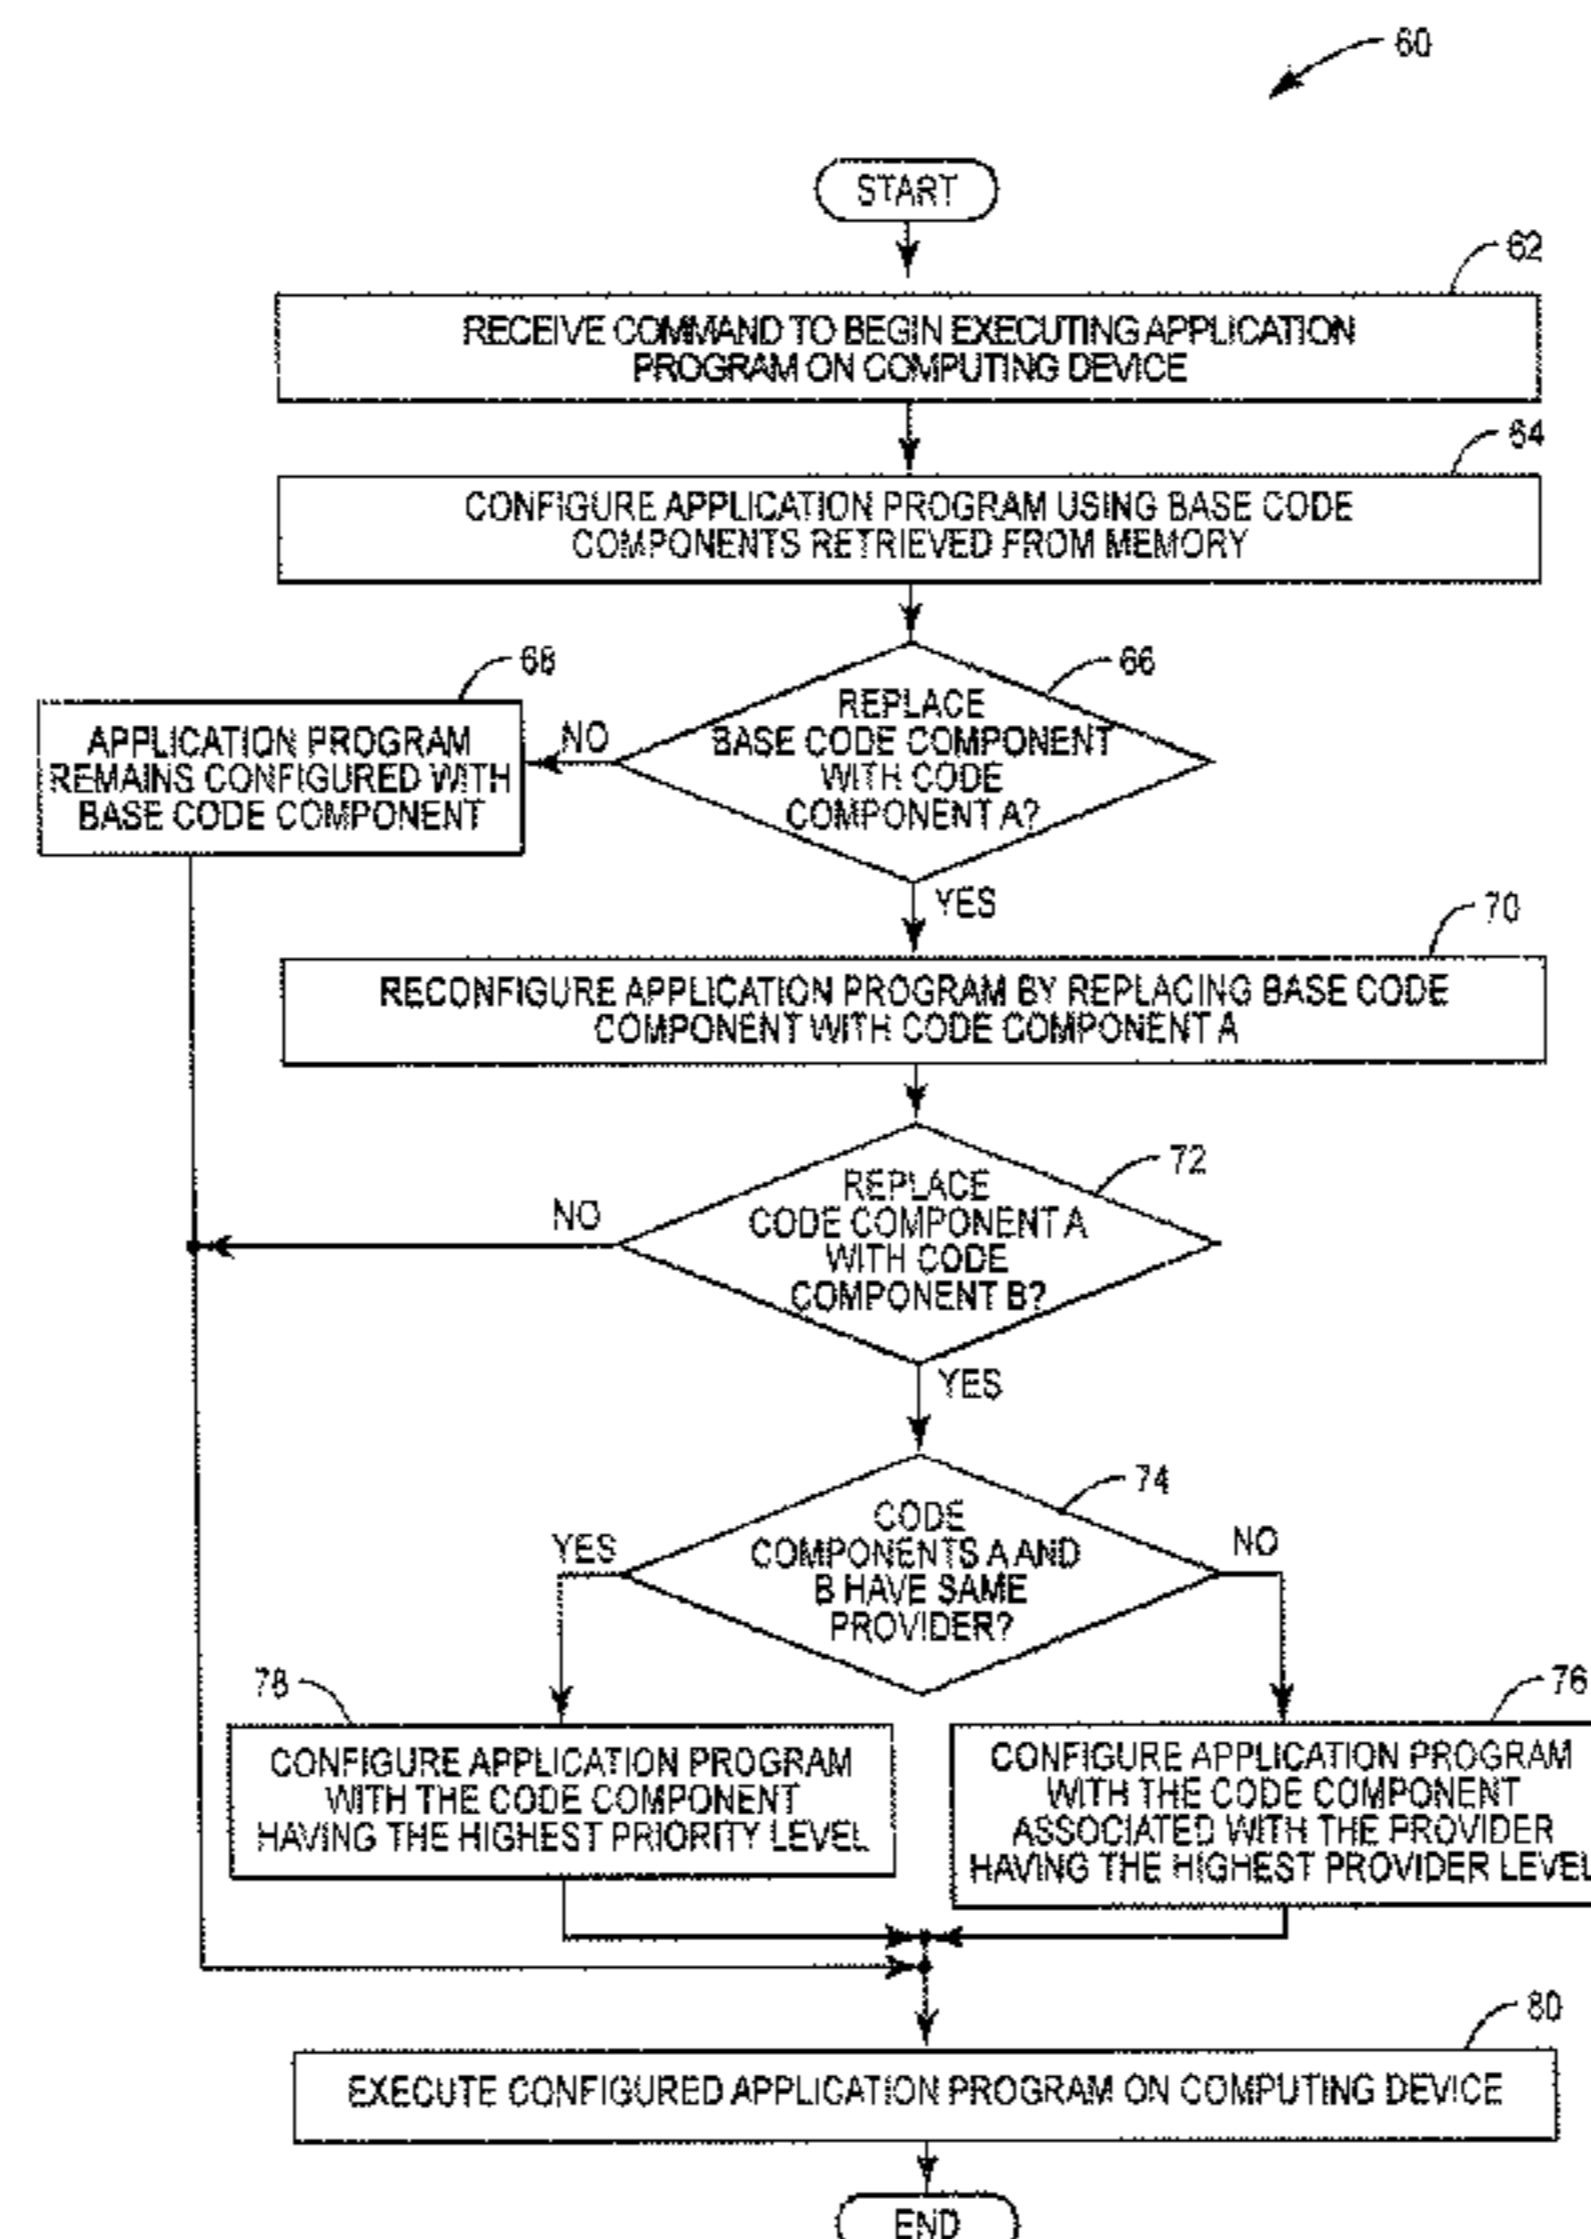 60
START
62
RECEIVE COMMAND TO BEGIN EXECUTING APPLICATION
PROGRAM ON COMPUTING DEVICE
64
CONFIGURE APPLICATION PROGRAM USING BASE CODE
COMPONENTS RETRIEVED FROM MEMORY
66
REPLACE
BASE CODE COMPONENT
WITH CODE
COMPONENT A?
NO
68
APPLICATION PROGRAM
REMAINS CONFIGURED WITH
BASE CODE COMPONENT
YES
70
RECONFIGURE APPLICATION PROGRAM BY REPLACING BASE CODE
COMPONENT WITH CODE COMPONENT A
72
REPLACE
CODE COMPONENT A
WITH CODE
COMPONENT B?
NO
YES
74
CODE
COMPONENTS A AND
B HAVE SAME
PROVIDER?
YES
NO
78
CONFIGURE APPLICATION PROGRAM
WITH THE CODE COMPONENT
HAVING THE HIGHEST PRIORITY LEVEL
76
CONFIGURE APPLICATION PROGRAM
WITH THE CODE COMPONENT
ASSOCIATED WITH THE PROVIDER
HAVING THE HIGHEST PROVIDER LEVEL
80
EXECUTE CONFIGURED APPLICATION PROGRAM ON COMPUTING DEVICE
END